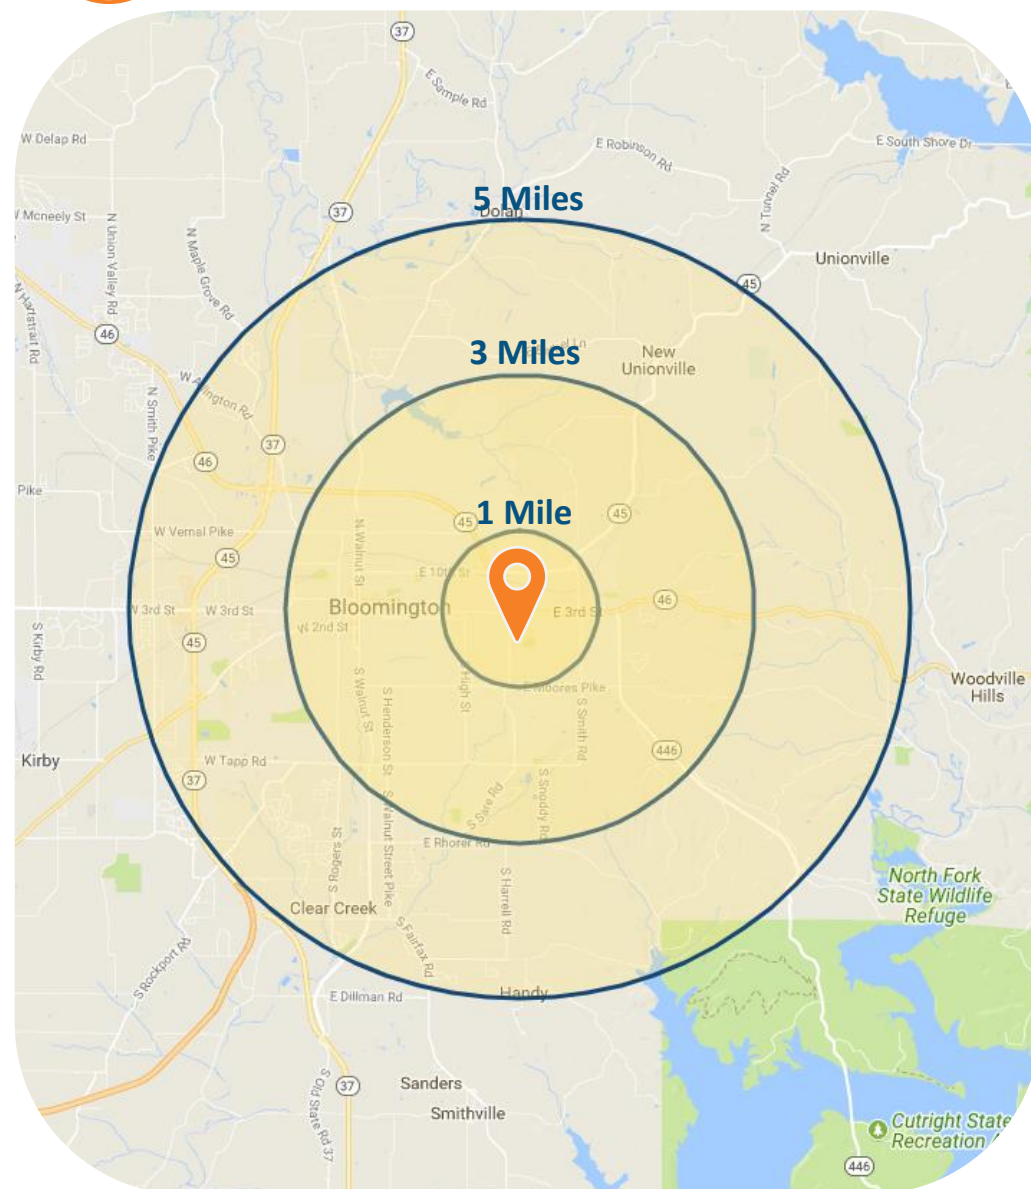 37
E Sample Rd
W Delap Rd
E Robinson Rd
E South Shore Dr
N Tunnel Rd
5 Miles
Dolan
37
N Union Valley Rd
N Maple Grove Rd
Unionville
45
N Hartstrait Rd
46
3 Miles
New
Unionville
W Arlington Rd
N Smith Pike
37
46
Pike
1 Mile
45
45
W Vernal Pike
N Walnut St
45
E 10th St
W 3rd St
W 3rd St
Bloomington
E 3rd St
46
W 2nd St
S Kirby Rd
45
S Walnut St
S High St
E Moores Pike
Woodville
Hills
S Henderson St
S Smith Rd
446
Kirby
W Tapp Rd
37
S Sare Rd
S Snoddy Rd
S Walnut Street Pike
E Rhorer Rd
S Rogers St
S Harrell Rd
North Fork
State Wildlife
Refuge
Clear Creek
S Fairfax Rd
S Rockport Rd
E Dillman Rd
Handy
S Old State Rd 37
37
Sanders
Smithville
Cutright State
Recreation
446